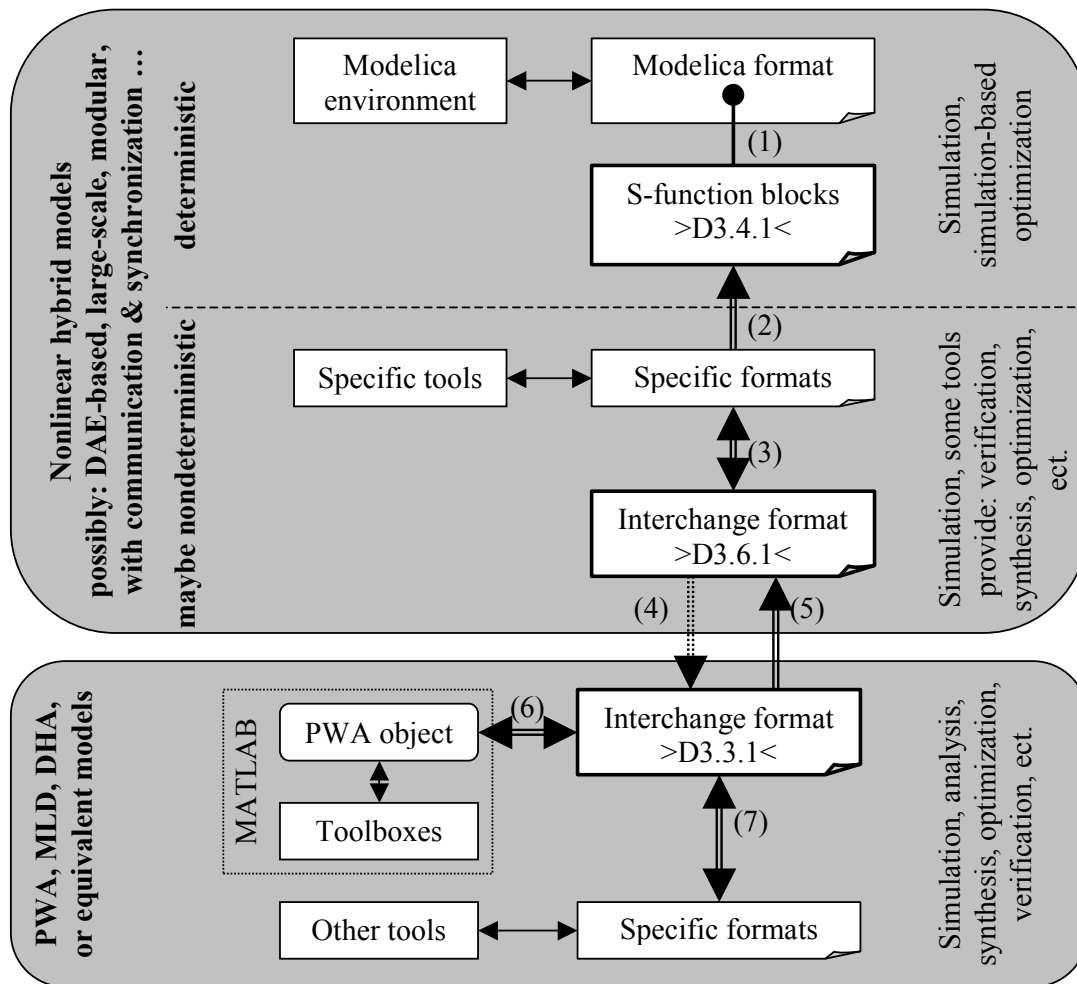 Nonlinear hybrid models
possibly: DAE-based, large-scale, modular,
with communication & synchronization …
deterministic
maybe nondeterministic
Modelica
environment
Modelica format
(1)
S-function blocks
>D3.4.1<
Simulation,
simulation-based
optimization
(2)
Specific tools
Specific formats
(3)
Interchange format
>D3.6.1<
Simulation, some tools
provide: verification,
synthesis, optimization,
ect.
(4)
(5)
PWA, MLD, DHA,
or equivalent models
MATLAB
PWA object
(6)
Interchange format
>D3.3.1<
Toolboxes
(7)
Other tools
Specific formats
Simulation, analysis,
synthesis, optimization,
verification, ect.